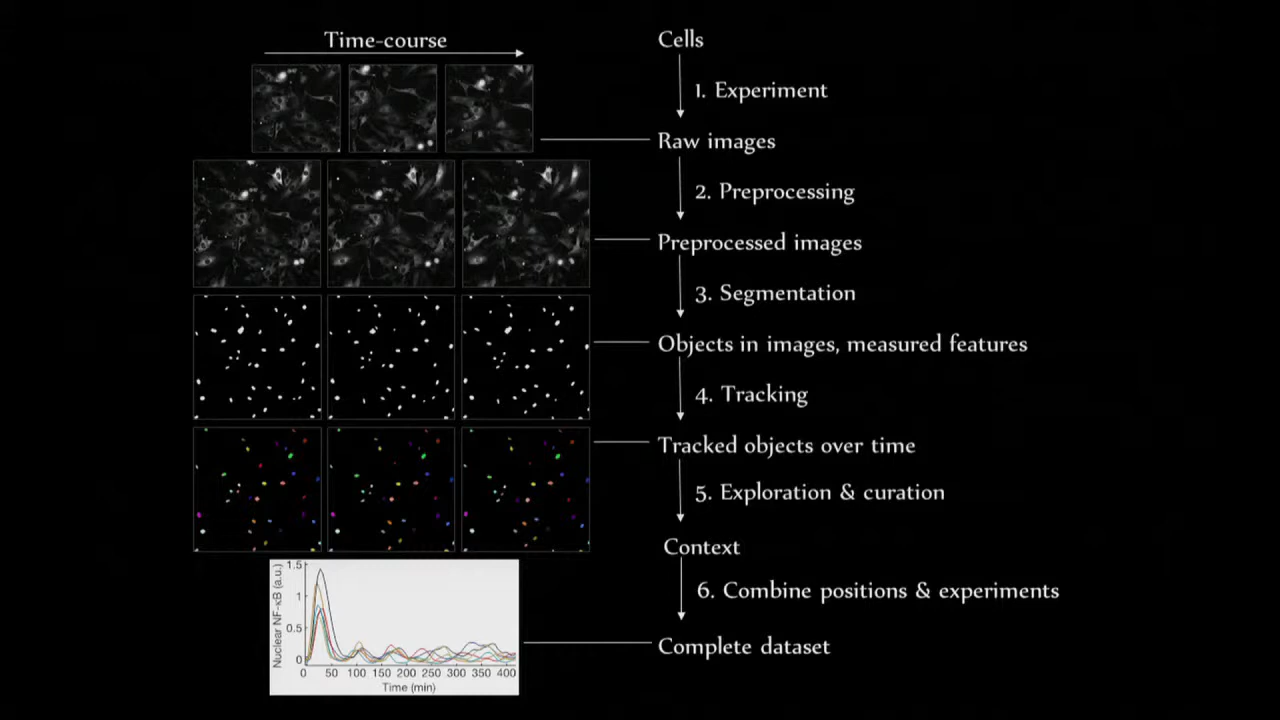 Time-course
Cells
1. Experiment
Raw images
2. Preprocessing
Preprocessed images
3. Segmentation
Objects in images, measured features
4. Tracking
Tracked objects over time
5. Exploration & curation
Context
6. Combine positions & experiments
Complete dataset
Nuclear NF-κB (a.u.)
1.5
1
0.5
0
0 50 100 150 200 250 300 350 400
Time (min)